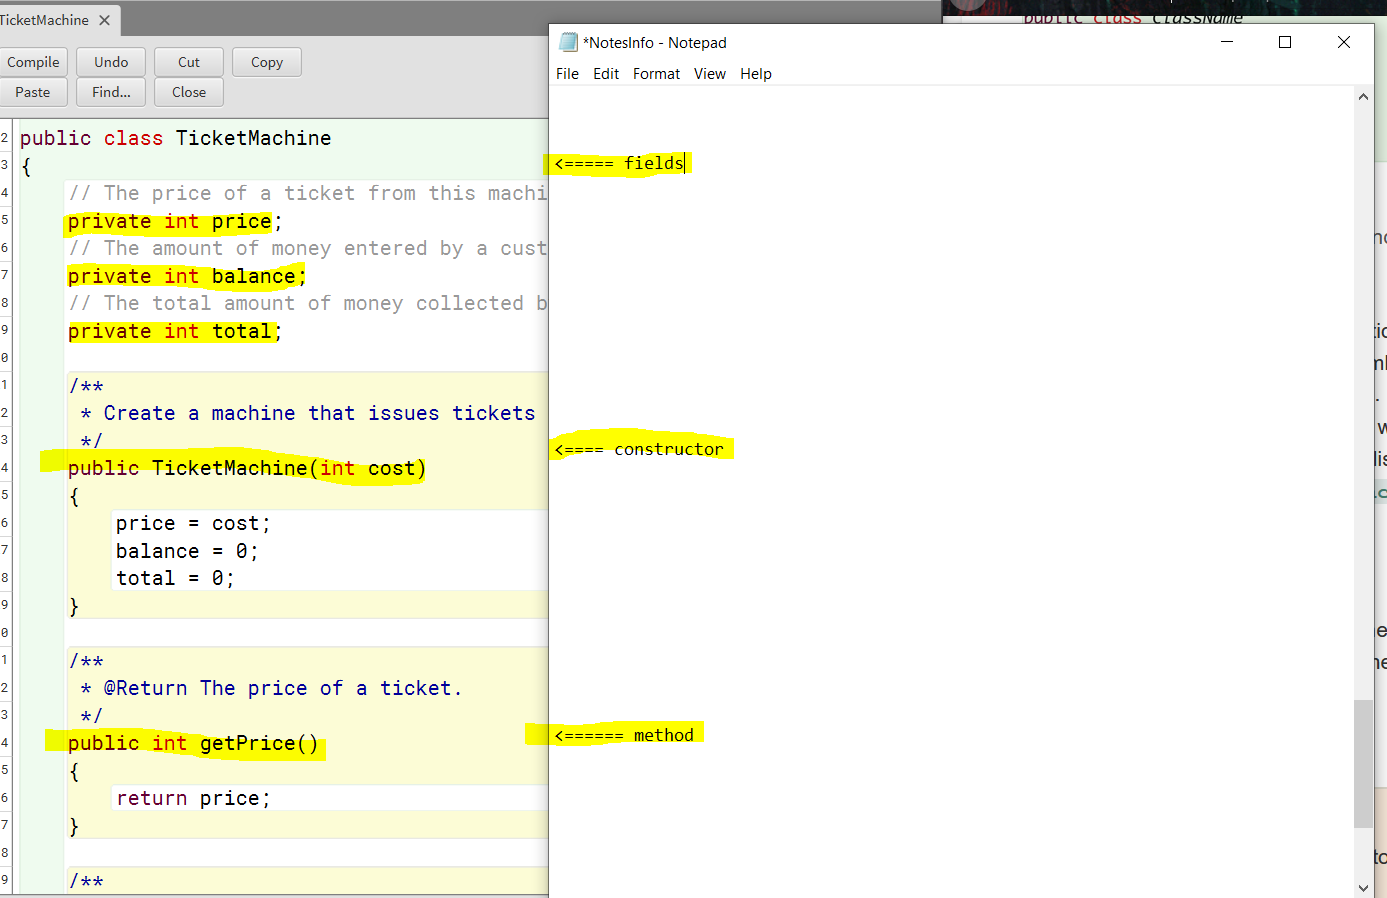 TicketMachine
Compile Undo Cut Copy
Paste Find... Close
2 public class TicketMachine
3 {
4 // The price of a ticket from this machi
5 private int price;
6 // The amount of money entered by a cust
7 private int balance;
8 // The total amount of money collected b
9 private int total;
0
1 /**
2 * Create a machine that issues tickets
3 */
4 public TicketMachine(int cost)
5 {
6 price = cost;
7 balance = 0;
8 total = 0;
9 }
0
1 /**
2 * @Return The price of a ticket.
3 */
4 public int getPrice()
5 {
6 return price;
7 }
8
9 /**
public class ClassName
*NotesInfo - Notepad
File Edit Format View Help
<===== fields
<==== constructor
<====== method